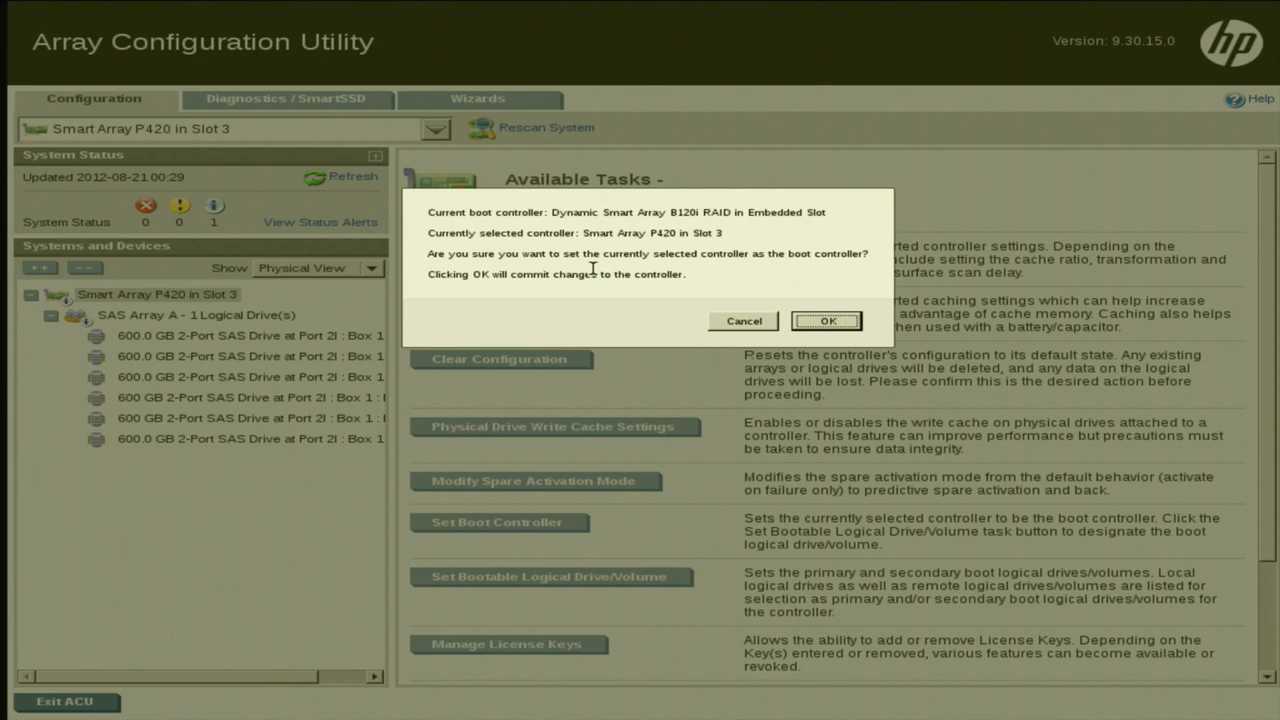 Array Configuration Utility
Version: 9.30.15.0
hp
Configuration
Diagnostics / SmartSSD
Wizards
Help
Smart Array P420 in Slot 3
Rescan System
System Status
Updated 2012-08-21 00:29
Refresh
System Status
0
0
1
View Status Alerts
Systems and Devices
Show
Physical View
Smart Array P420 in Slot 3
SAS Array A - 1 Logical Drive(s)
600.0 GB 2-Port SAS Drive at Port 2I : Box 1
600.0 GB 2-Port SAS Drive at Port 2I : Box 1
600.0 GB 2-Port SAS Drive at Port 2I : Box 1
600 GB 2-Port SAS Drive at Port 2I : Box 1 :
600 GB 2-Port SAS Drive at Port 2I : Box 1 :
600.0 GB 2-Port SAS Drive at Port 2I : Box 1
Exit ACU
Available Tasks -
Current boot controller: Dynamic Smart Array B120i RAID in Embedded Slot
Currently selected controller: Smart Array P420 in Slot 3
Are you sure you want to set the currently selected controller as the boot controller?
Clicking OK will commit changes to the controller.
Cancel
OK
controller settings. Depending on the
setting the cache ratio, transformation and
surface scan delay.
caching settings which can help increase
advantage of cache memory. Caching also helps
when used with a battery/capacitor.
Clear Configuration
Resets the controller's configuration to its default state. Any existing
arrays or logical drives will be deleted, and any data on the logical
drives will be lost. Please confirm this is the desired action before
proceeding.
Physical Drive Write Cache Settings
Enables or disables the write cache on physical drives attached to a
controller. This feature can improve performance but precautions must
be taken to ensure data integrity.
Modify Spare Activation Mode
Modifies the spare activation mode from the default behavior (activate
on failure only) to predictive spare activation and back.
Set Boot Controller
Sets the currently selected controller to be the boot controller. Click the
Set Bootable Logical Drive/Volume task button to designate the boot
logical drive/volume.
Set Bootable Logical Drive/Volume
Sets the primary and secondary boot logical drives/volumes. Local
logical drives as well as remote logical drives/volumes are listed for
selection as primary and/or secondary boot logical drives/volumes for
the controller.
Manage License Keys
Allows the ability to add or remove License Keys. Depending on the
Key(s) entered or removed, various features can become available or
revoked.